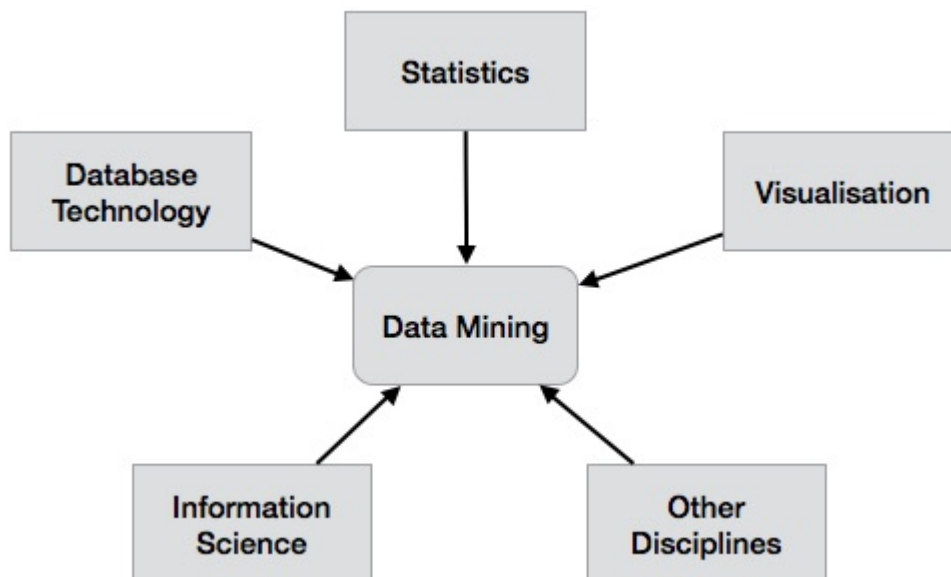 Statistics
Database
Technology
Visualisation
Data Mining
Information
Science
Other
Disciplines